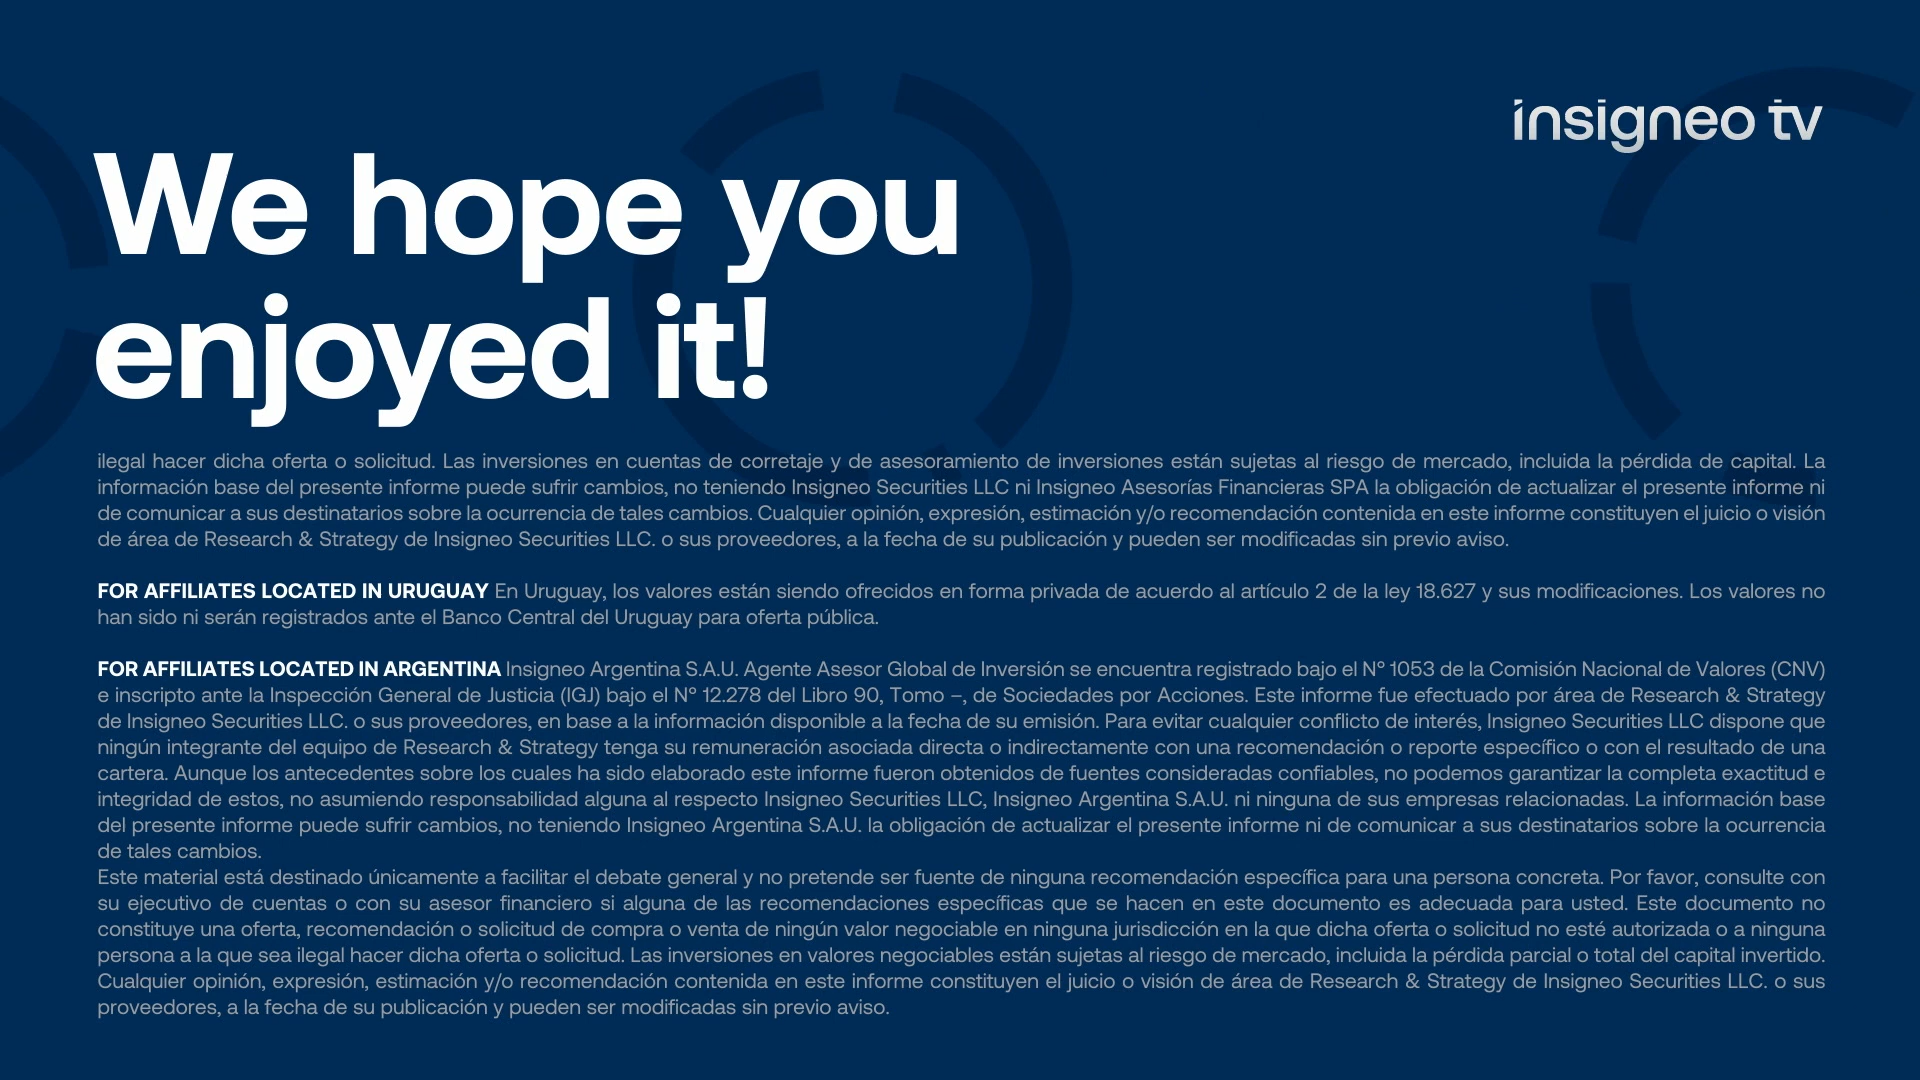 insigneo tv
We hope you
enjoyed it!
ilegal hacer dicha oferta o solicitud. Las inversiones en cuentas de corretaje y de asesoramiento de inversiones están sujetas al riesgo de mercado, incluida la pérdida de capital. La
información base del presente informe puede sufrir cambios, no teniendo Insigneo Securities LLC ni Insigneo Asesorías Financieras SPA la obligación de actualizar el presente informe ni
de comunicar a sus destinatarios sobre la ocurrencia de tales cambios. Cualquier opinión, expresión, estimación y/o recomendación contenida en este informe constituyen el juicio o visión
de área de Research & Strategy de Insigneo Securities LLC. o sus proveedores, a la fecha de su publicación y pueden ser modificadas sin previo aviso.
FOR AFFILIATES LOCATED IN URUGUAY En Uruguay, los valores están siendo ofrecidos en forma privada de acuerdo al artículo 2 de la ley 18.627 y sus modificaciones. Los valores no
han sido ni serán registrados ante el Banco Central del Uruguay para oferta pública.
FOR AFFILIATES LOCATED IN ARGENTINA Insigneo Argentina S.A.U. Agente Asesor Global de Inversión se encuentra registrado bajo el N° 1053 de la Comisión Nacional de Valores (CNV)
e inscripto ante la Inspección General de Justicia (IGJ) bajo el N° 12.278 del Libro 90, Tomo –, de Sociedades por Acciones. Este informe fue efectuado por área de Research & Strategy
de Insigneo Securities LLC. o sus proveedores, en base a la información disponible a la fecha de su emisión. Para evitar cualquier conflicto de interés, Insigneo Securities LLC dispone que
ningún integrante del equipo de Research & Strategy tenga su remuneración asociada directa o indirectamente con una recomendación o reporte específico o con el resultado de una
cartera. Aunque los antecedentes sobre los cuales ha sido elaborado este informe fueron obtenidos de fuentes consideradas confiables, no podemos garantizar la completa exactitud e
integridad de estos, no asumiendo responsabilidad alguna al respecto Insigneo Securities LLC, Insigneo Argentina S.A.U. ni ninguna de sus empresas relacionadas. La información base
del presente informe puede sufrir cambios, no teniendo Insigneo Argentina S.A.U. la obligación de actualizar el presente informe ni de comunicar a sus destinatarios sobre la ocurrencia
de tales cambios.
Este material está destinado únicamente a facilitar el debate general y no pretende ser fuente de ninguna recomendación específica para una persona concreta. Por favor, consulte con
su ejecutivo de cuentas o con su asesor financiero si alguna de las recomendaciones específicas que se hacen en este documento es adecuada para usted. Este documento no
constituye una oferta, recomendación o solicitud de compra o venta de ningún valor negociable en ninguna jurisdicción en la que dicha oferta o solicitud no esté autorizada o a ninguna
persona a la que sea ilegal hacer dicha oferta o solicitud. Las inversiones en valores negociables están sujetas al riesgo de mercado, incluida la pérdida parcial o total del capital invertido.
Cualquier opinión, expresión, estimación y/o recomendación contenida en este informe constituyen el juicio o visión de área de Research & Strategy de Insigneo Securities LLC. o sus
proveedores, a la fecha de su publicación y pueden ser modificadas sin previo aviso.